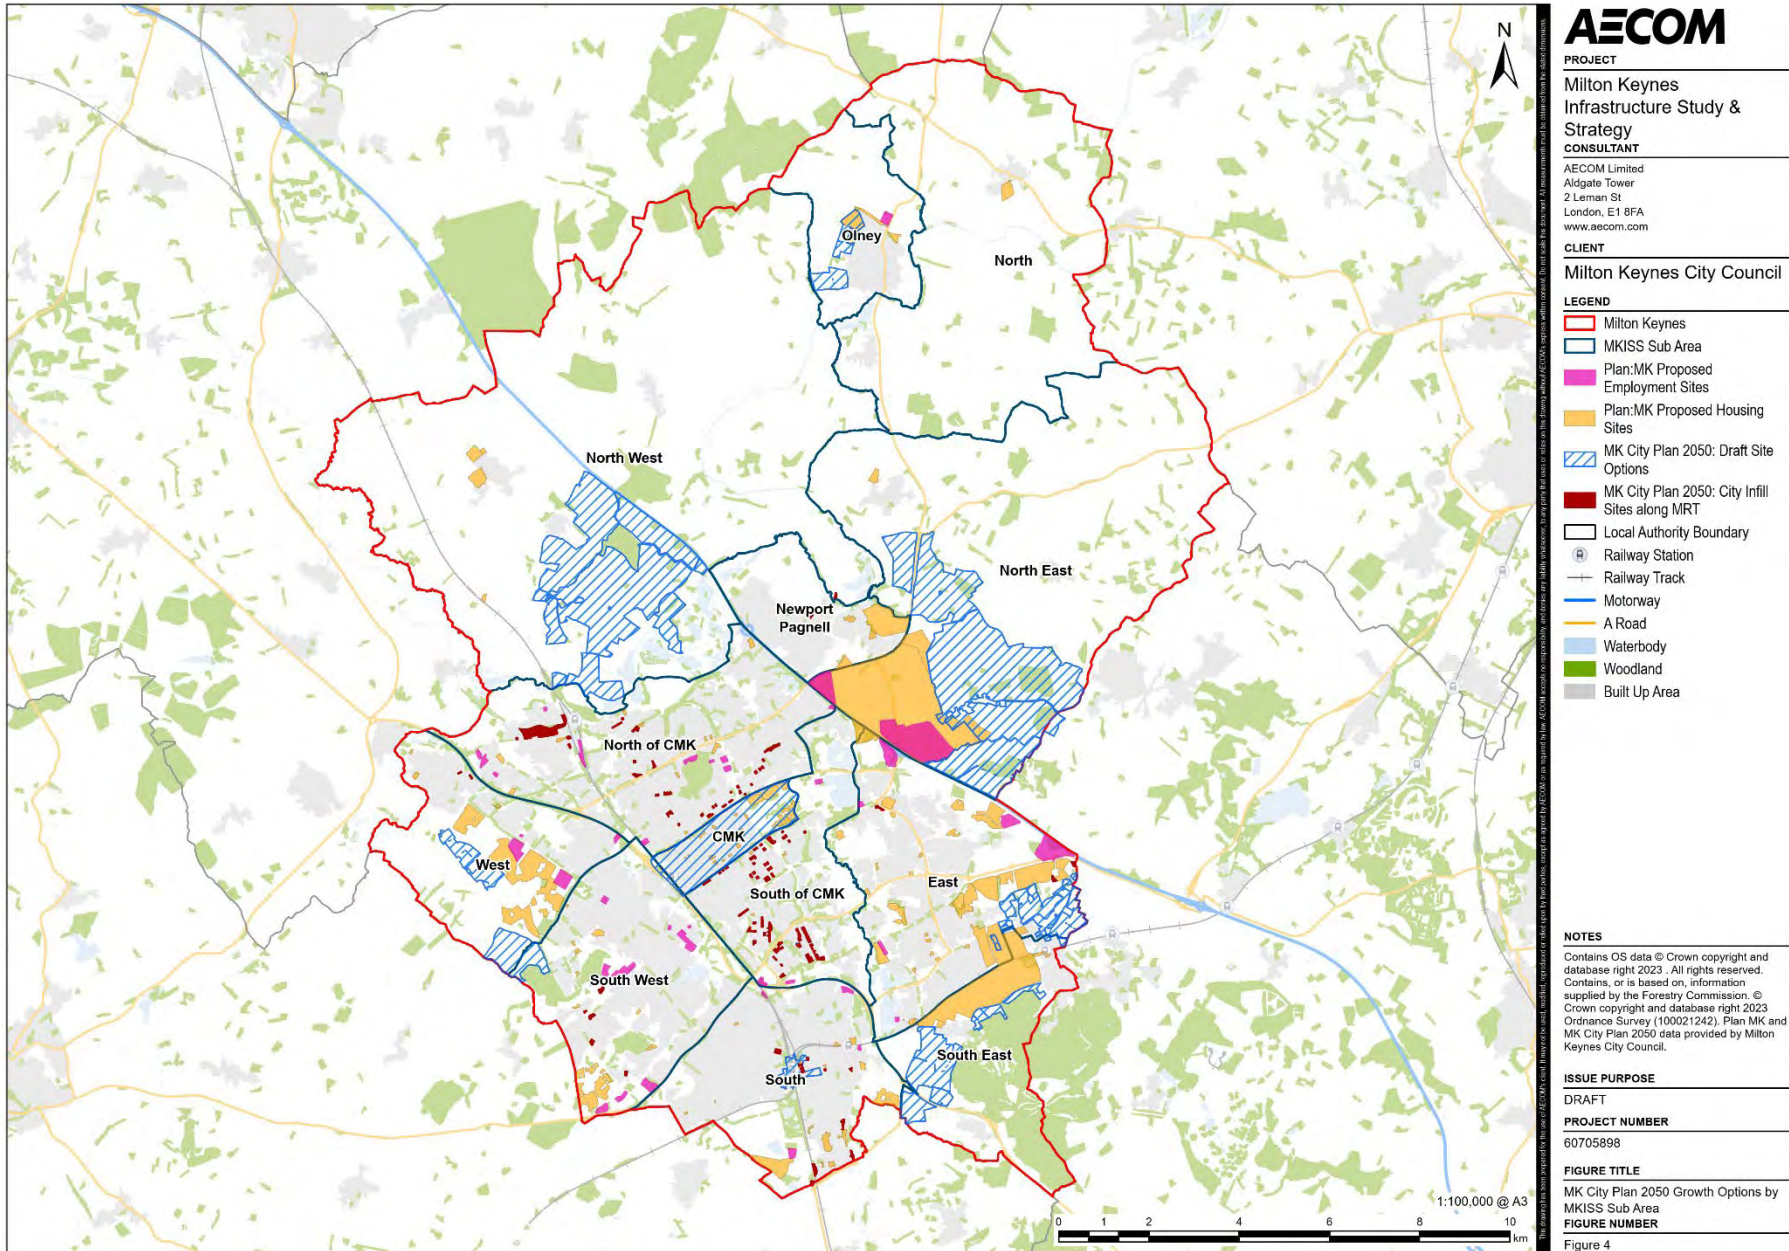 N
Olney
North
North West
North East
Newport
Pagnell
North of CMK
CMK
West
South of CMK
East
South West
South East
South
1:100,000 @ A3
0 1 2 4 6 8 10
km
AECOM
PROJECT
Milton Keynes
Infrastructure Study &
Strategy
CONSULTANT
AECOM Limited
Aldgate Tower
2 Leman St
London, E1 8FA
www.aecom.com
CLIENT
Milton Keynes City Council
LEGEND
Milton Keynes
MKISS Sub Area
Plan:MK Proposed
Employment Sites
Plan:MK Proposed Housing
Sites
MK City Plan 2050: Draft Site
Options
MK City Plan 2050: City Infill
Sites along MRT
Local Authority Boundary
Railway Station
Railway Track
Motorway
A Road
Waterbody
Woodland
Built Up Area
NOTES
Contains OS data © Crown copyright and
database right 2023 . All rights reserved.
Contains, or is based on, information
supplied by the Forestry Commission. ©
Crown copyright and database right 2023
Ordnance Survey (100021242). Plan MK and
MK City Plan 2050 data provided by Milton
Keynes City Council.
ISSUE PURPOSE
DRAFT
PROJECT NUMBER
60705898
FIGURE TITLE
MK City Plan 2050 Growth Options by
MKISS Sub Area
FIGURE NUMBER
Figure 4